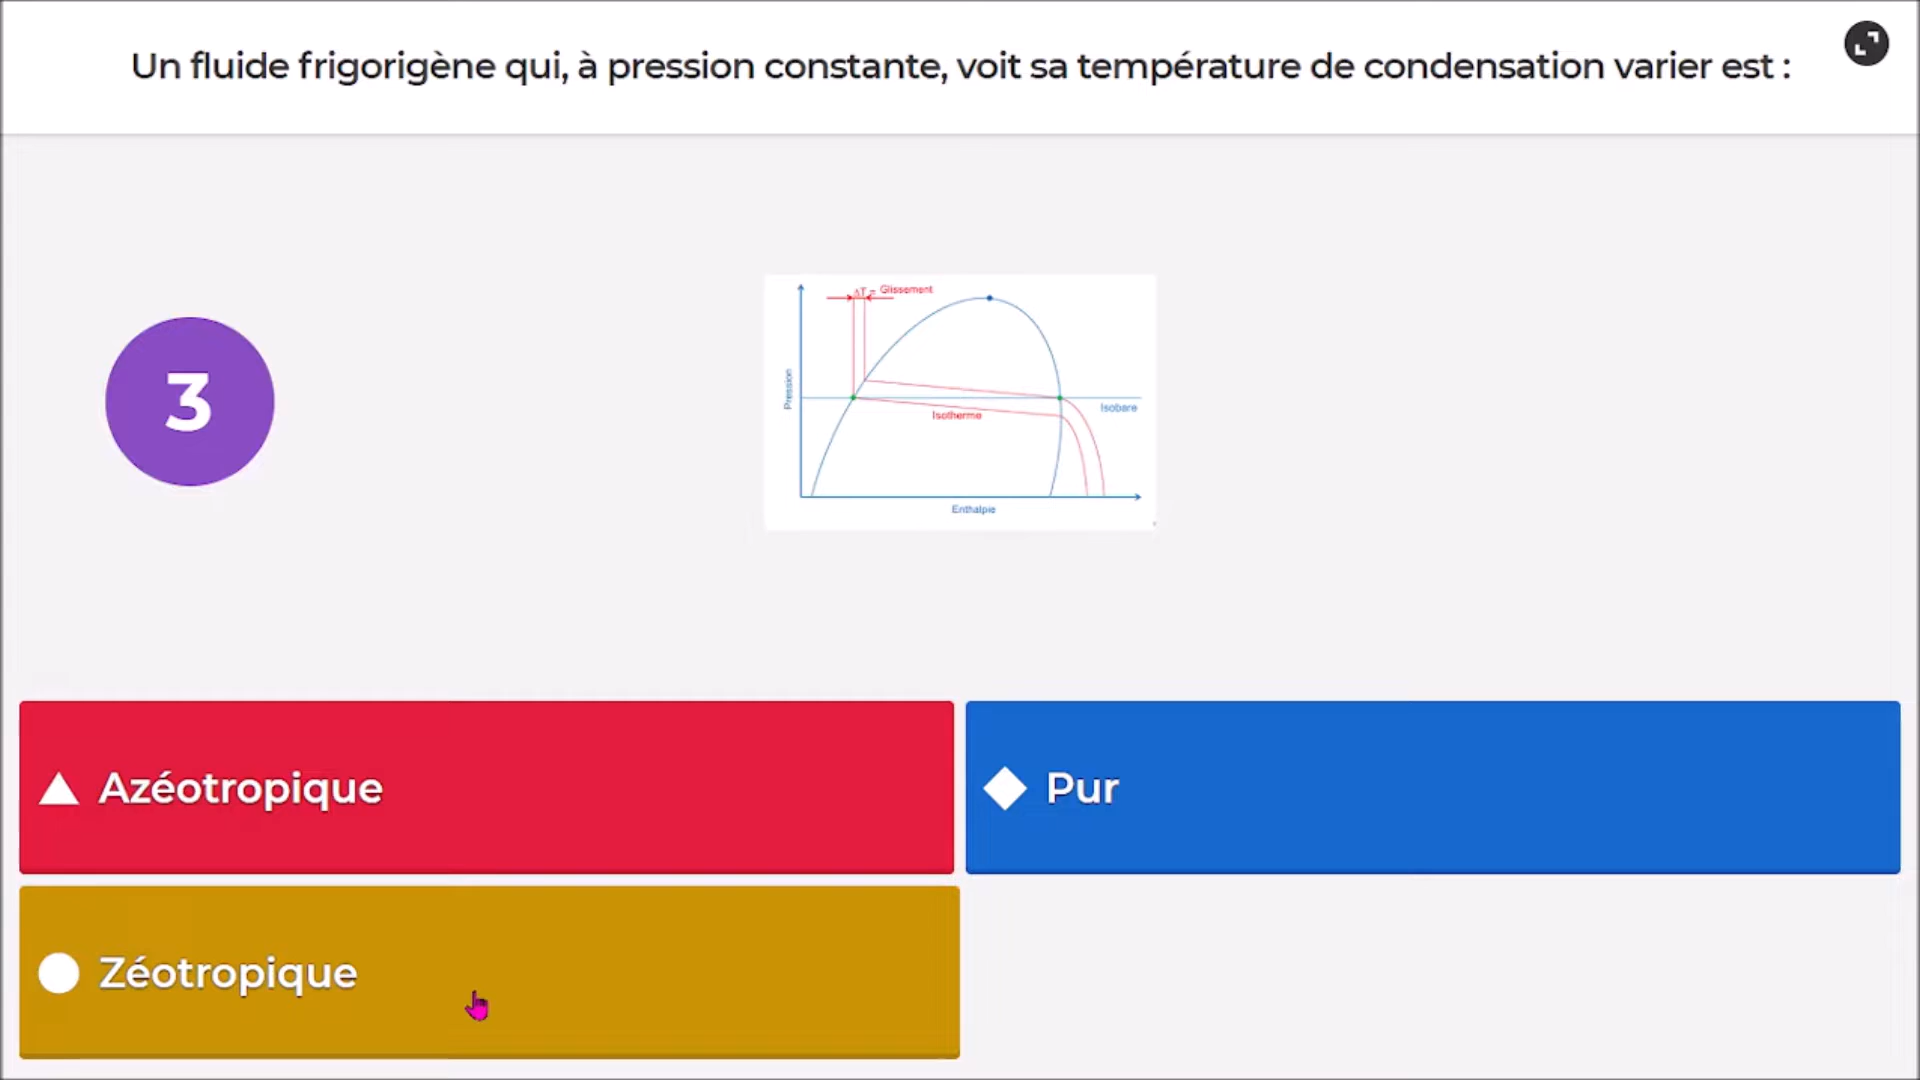 Un fluide frigorigène qui, à pression constante, voit sa température de condensation varier est :
3
ΔT = Glissement
Pression
Isobare
Isotherme
Enthalpie
Azéotropique
Pur
Zéotropique